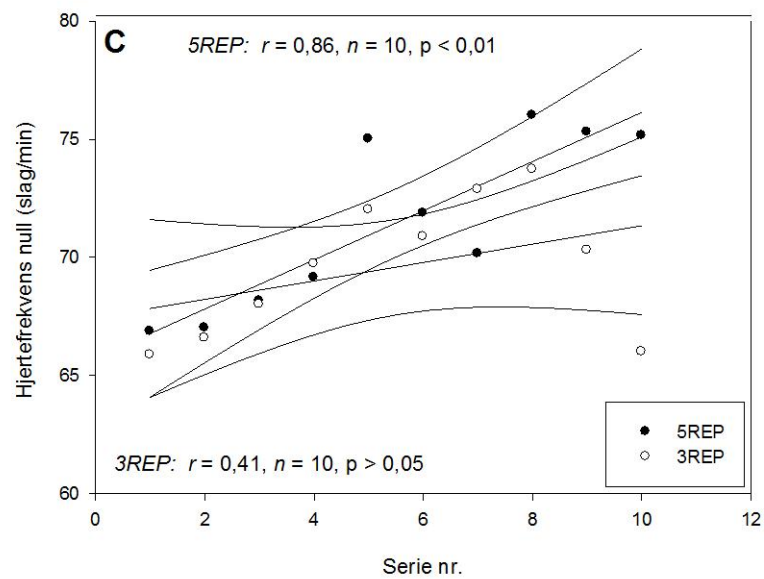 80
C 5REP: r = 0,86, n = 10, p < 0,01
75
70
65
60
Hjertefrekvens null (slag/min)
3REP: r = 0,41, n = 10, p > 0,05
5REP
3REP
0 2 4 6 8 10 12
Serie nr.